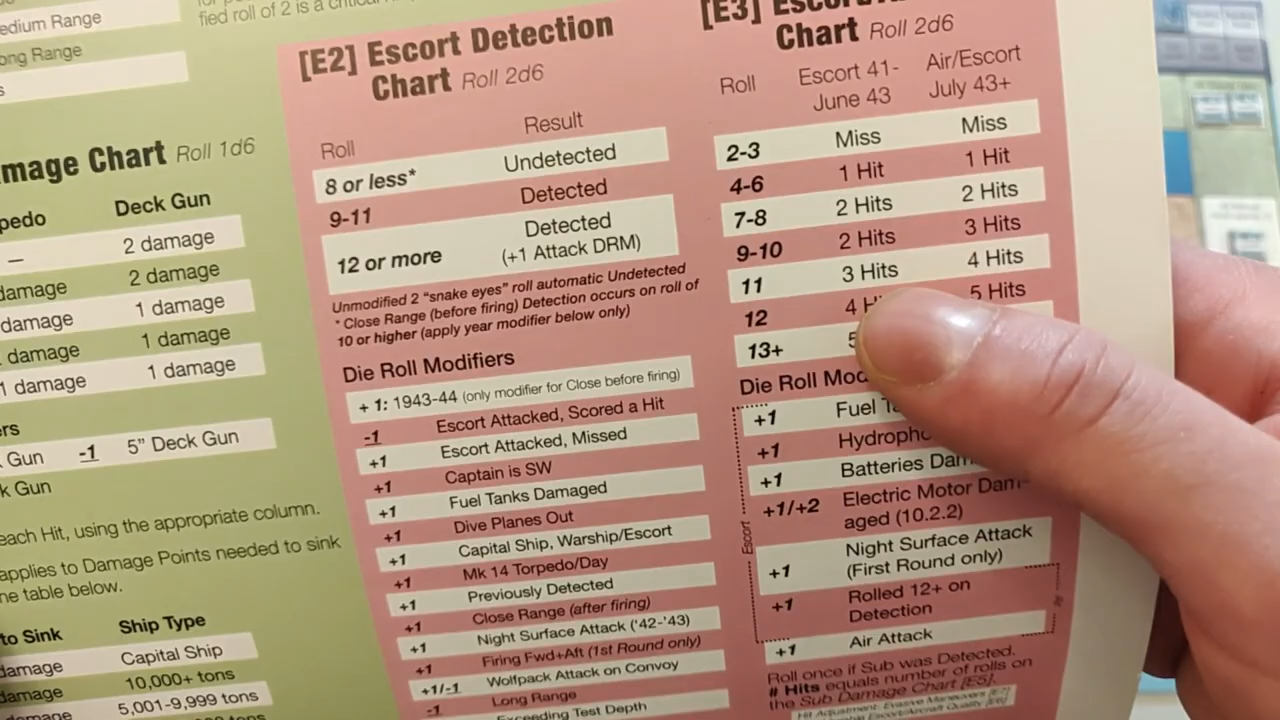 edium Range
ong Range
fied roll of 2 is a
mage Chart Roll 1d6
pedo Deck Gun
— 2 damage
damage 2 damage
damage 1 damage
damage 1 damage
1 damage 1 damage
ers
Gun -1 5” Deck Gun
k Gun
each Hit, using the appropriate column.
applies to Damage Points needed to sink
ne table below.
to Sink Ship Type
damage Capital Ship
damage 10,000+ tons
damage 5,001-9,999 tons
tons
[E2] Escort Detection
Chart Roll 2d6
Roll Result
8 or less* Undetected
9-11 Detected
12 or more Detected
(+1 Attack DRM)
Unmodified 2 “snake eyes” roll automatic Undetected
* Close Range (before firing) Detection occurs on roll of
10 or higher (apply year modifier below only)
Die Roll Modifiers
+ 1: 1943-44 (only modifier for Close before firing)
-1 Escort Attacked, Scored a Hit
+1 Escort Attacked, Missed
+1 Captain is SW
+1 Fuel Tanks Damaged
+1 Dive Planes Out
+1 Capital Ship, Warship/Escort
+1 Mk 14 Torpedo/Day
+1 Previously Detected
+1 Close Range (after firing)
+1 Night Surface Attack ('42-'43)
+1 Firing Fwd+Aft (1st Round only)
+1/-1 Wolfpack Attack on Convoy
-1 Long Range
Exceeding Test Depth
[E3]
Chart Roll 2d6
Roll Escort 41- Air/Escort
June 43 July 43+
2-3 Miss Miss
4-6 1 Hit 1 Hit
7-8 2 Hits 2 Hits
9-10 2 Hits 3 Hits
11 3 Hits 4 Hits
12 4 H 5 Hits
13+ 5
Die Roll Mod
+1 Fuel Ta
+1 Hydropho
+1 Batteries Dam
+1/+2 Electric Motor Dam-
aged (10.2.2)
+1 Night Surface Attack
(First Round only)
+1 Rolled 12+ on
Detection
+1 Air Attack
Escort
Air
Roll once if Sub was Detected.
# Hits equals number of rolls on
the Sub Damage Chart [E5].
Hit Adjustment: Evasive Maneuvers [E7]
Escort/Aircraft Quality [E6]